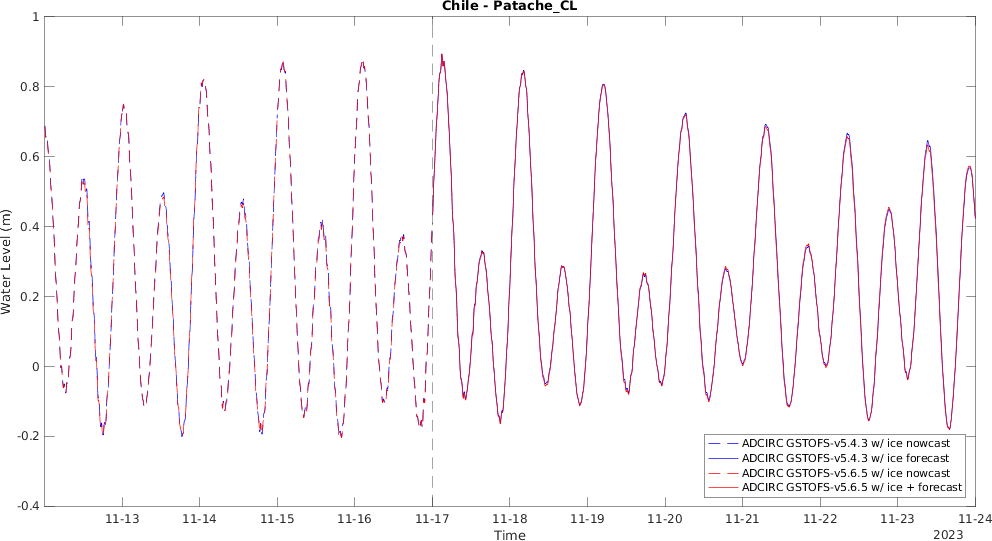 Chile - Patache_CL
Water Level (m)
1
0.8
0.6
0.4
0.2
0
-0.2
-0.4
11-13 11-14 11-15 11-16 11-17 11-18 11-19 11-20 11-21 11-22 11-23 11-24
Time
2023
ADCIRC GSTOFS-v5.4.3 w/ ice nowcast
ADCIRC GSTOFS-v5.4.3 w/ ice forecast
ADCIRC GSTOFS-v5.6.5 w/ ice nowcast
ADCIRC GSTOFS-v5.6.5 w/ ice + forecast